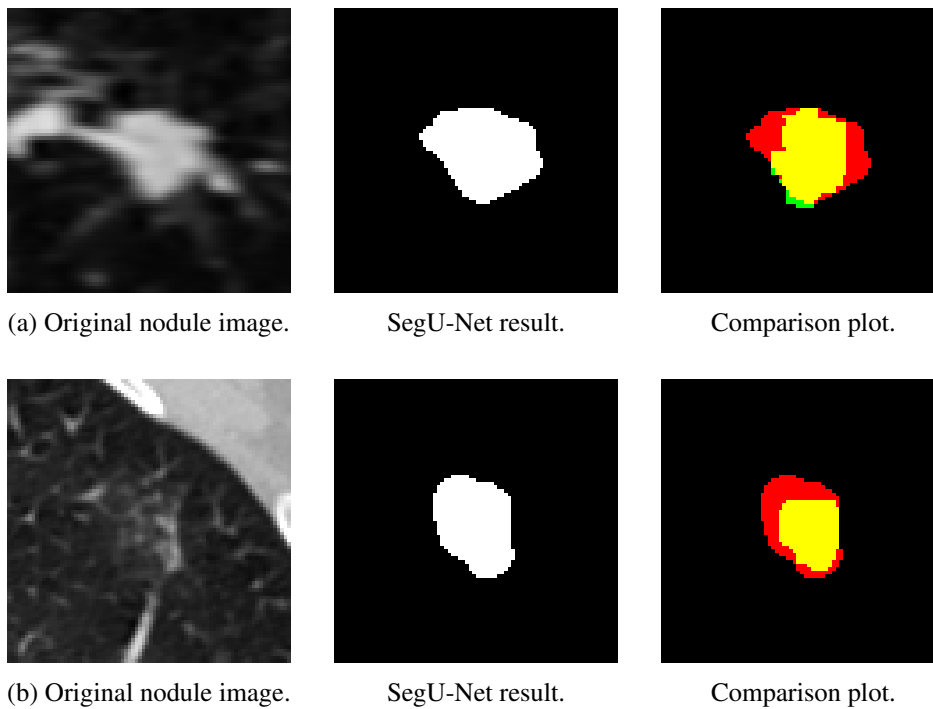 (a) Original nodule image.
SegU-Net result.
Comparison plot.
(b) Original nodule image.
SegU-Net result.
Comparison plot.